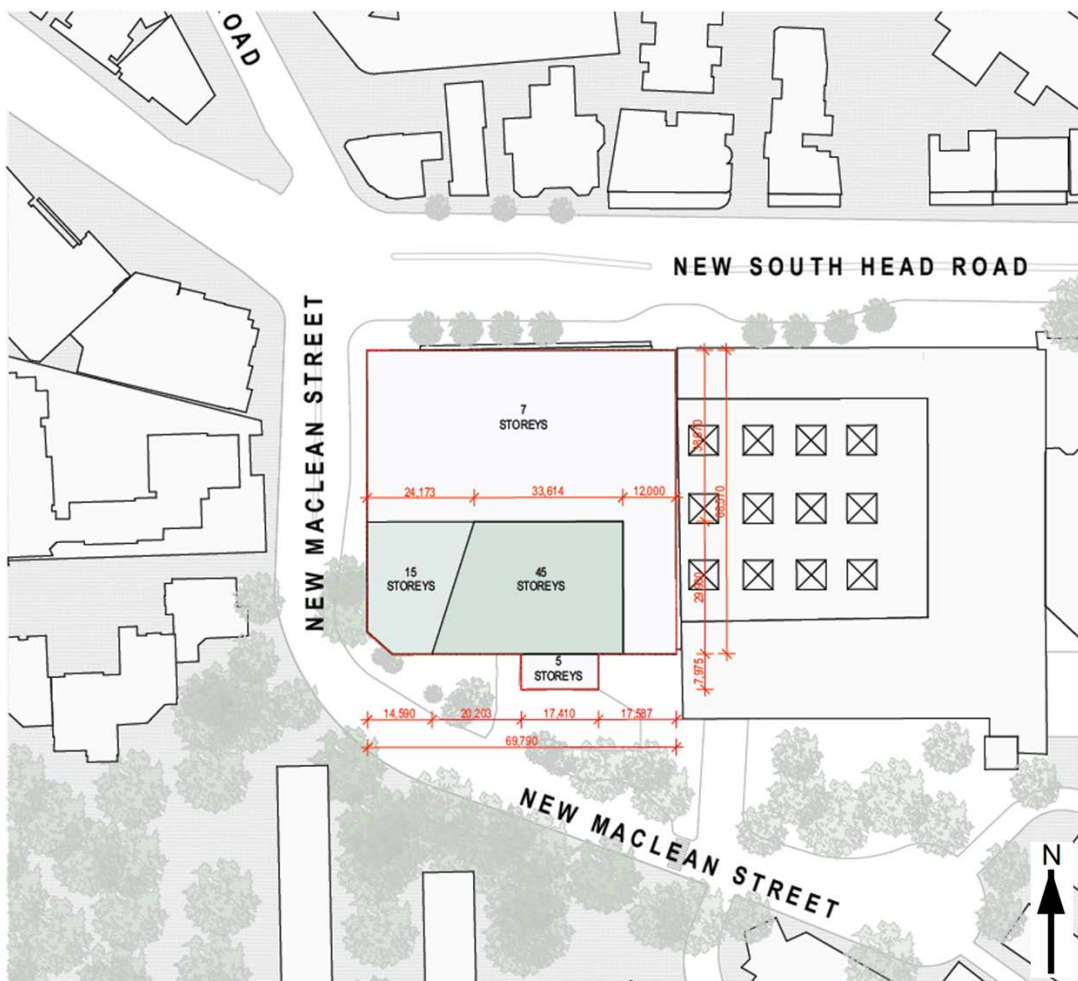 OAD
NEW SOUTH HEAD ROAD
NEW MACLEAN STREET
7
STOREYS
24,173
33,614
12,000
15
STOREYS
45
STOREYS
5
STOREYS
7,975
14,590
20,203
17,410
17,587
69,790
NEW MACLEAN STREET
N